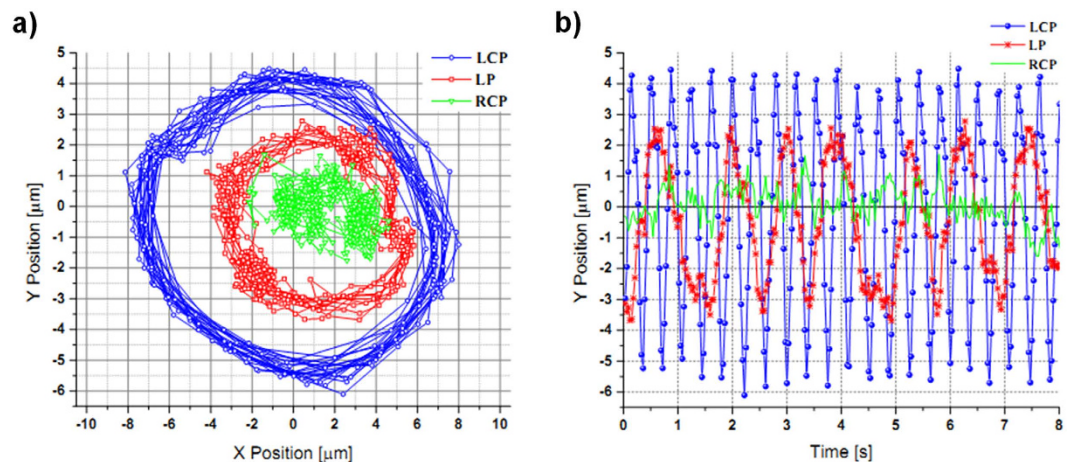 a)
LCP
LP
RCP
5
4
3
2
1
0
-1
-2
-3
-4
-5
-6
Y Position [µm]
-10 -8 -6 -4 -2 0 2 4 6 8 10
X Position [µm]
b)
LCP
LP
RCP
5
4
3
2
1
0
-1
-2
-3
-4
-5
-6
Y Position [µm]
0 1 2 3 4 5 6 7 8
Time [s]